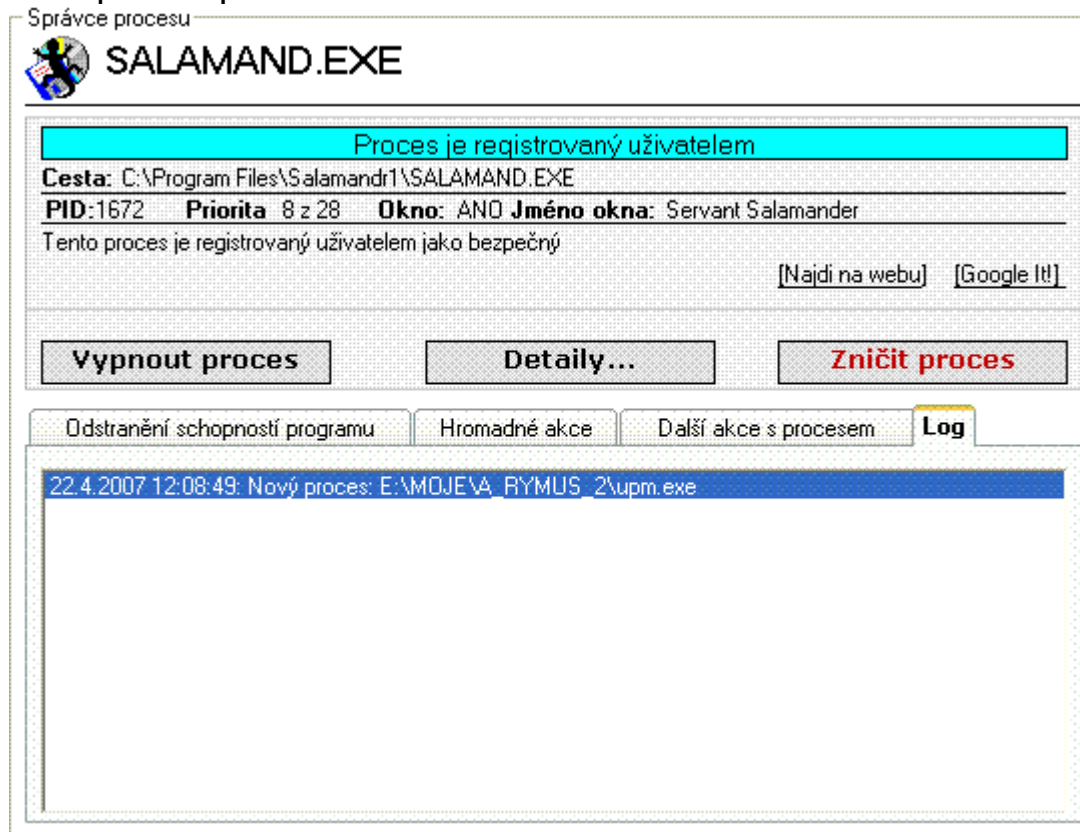 Správce procesu
SALAMAND.EXE
Proces je registrovaný uživatelem
Cesta: C:\Program Files\Salamandr1\SALAMAND.EXE
PID:1672 Priorita 8 z 28 Okno: ANO Jméno okna: Servant Salamander
Tento proces je registrovaný uživatelem jako bezpečný
[Najdi na webu] [Google It!]
Vypnout proces Detaily... Zničit proces
Odstranění schopností programu Hromadné akce Další akce s procesem Log
22.4.2007 12:08:49: Nový proces: E:\MOJE\A_RYMUS_2\upm.exe